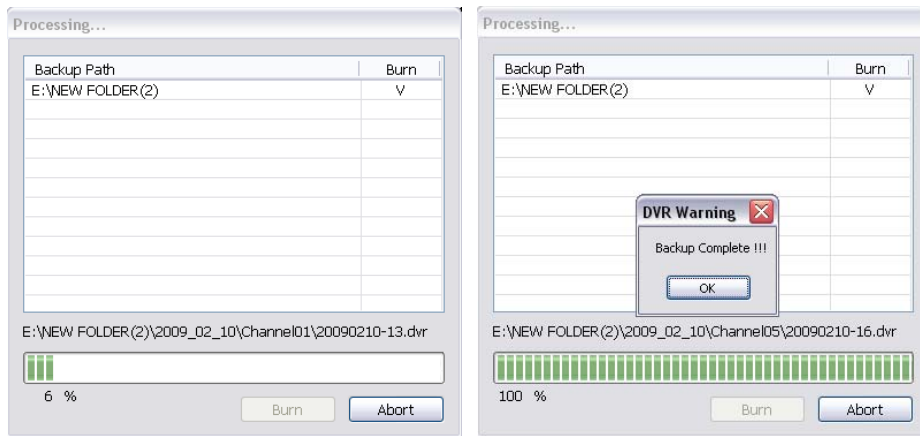 Processing...
Backup Path Burn
E:\NEW FOLDER(2) V
E:\NEW FOLDER(2)\2009_02_10\Channel01\20090210-13.dvr
6 %
Burn Abort
Processing...
Backup Path Burn
E:\NEW FOLDER(2) V
DVR Warning
Backup Complete !!!
OK
E:\NEW FOLDER(2)\2009_02_10\Channel05\20090210-16.dvr
100 %
Burn Abort